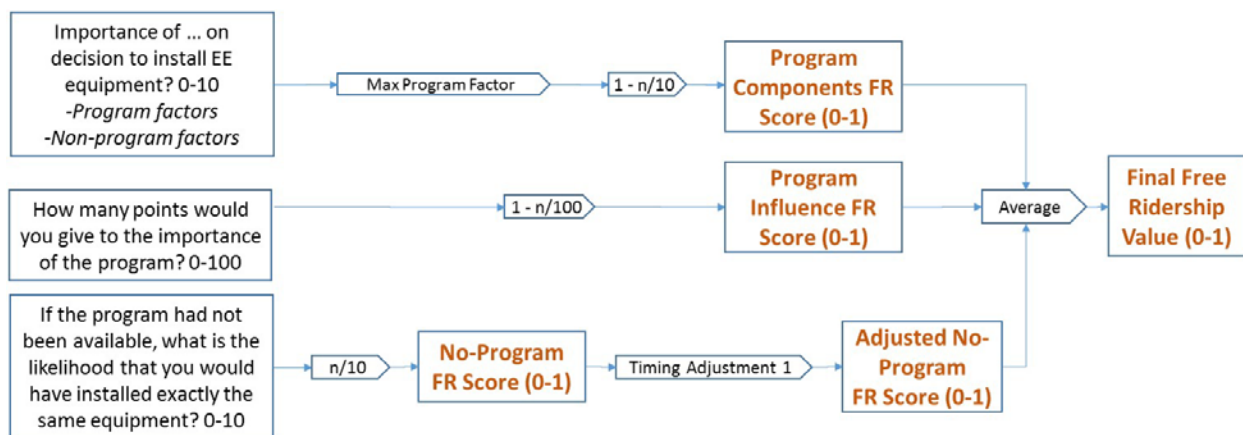 Importance of ... on
decision to install EE
equipment? 0-10
-Program factors
-Non-program factors
Max Program Factor
1 - n/10
Program
Components FR
Score (0-1)
How many points would
you give to the importance
of the program? 0-100
1 - n/100
Program
Influence FR
Score (0-1)
Average
Final Free
Ridership
Value (0-1)
If the program had not
been available, what is the
likelihood that you would
have installed exactly the
same equipment? 0-10
n/10
No-Program
FR Score (0-1)
Timing Adjustment 1
Adjusted No-
Program
FR Score (0-1)